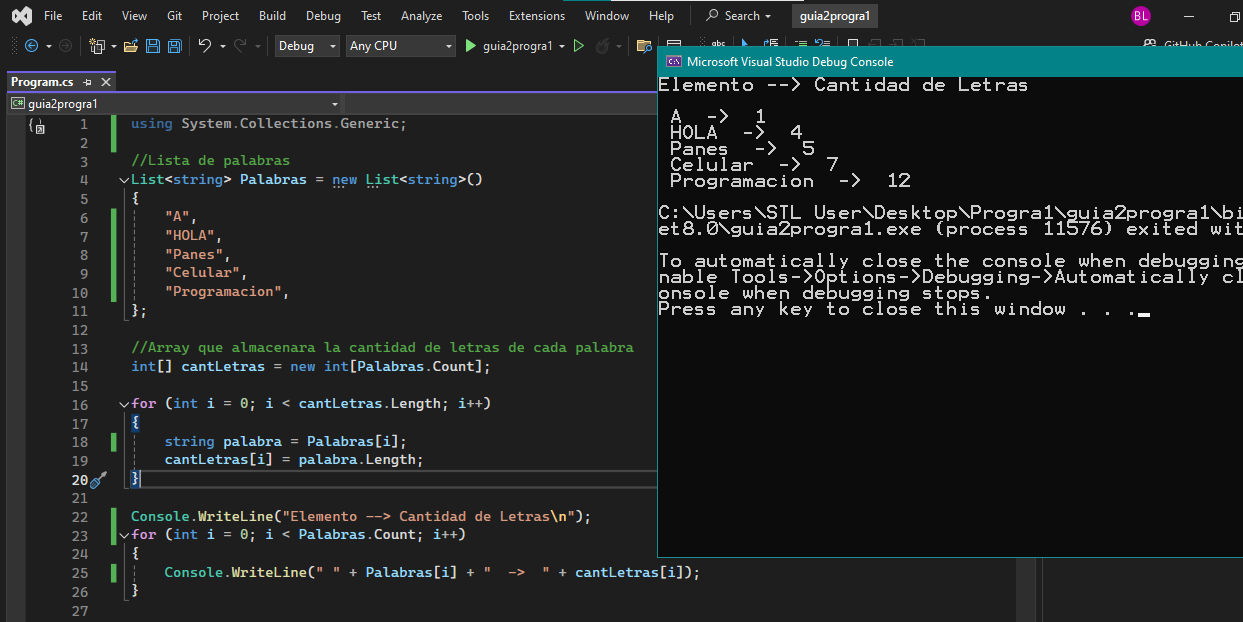 File Edit View Git Project Build Debug Test Analyze Tools Extensions Window Help Search guia2progra1 BL
Debug Any CPU guia2progra1 GitHub Copilot
Program.cs
guia2progra1
1 using System.Collections.Generic;
2
3 //Lista de palabras
4 List<string> Palabras = new List<string>()
5 {
6 "A",
7 "HOLA",
8 "Panes",
9 "Celular",
10 "Programacion",
11 };
12
13 //Array que almacenara la cantidad de letras de cada palabra
14 int[] cantLetras = new int[Palabras.Count];
15
16 for (int i = 0; i < cantLetras.Length; i++)
17 {
18 string palabra = Palabras[i];
19 cantLetras[i] = palabra.Length;
20 }
21
22 Console.WriteLine("Elemento --> Cantidad de Letras\n");
23 for (int i = 0; i < Palabras.Count; i++)
24 {
25 Console.WriteLine(" " + Palabras[i] + "  ->  " + cantLetras[i]);
26 }
27
Microsoft Visual Studio Debug Console
Elemento --> Cantidad de Letras
A -> 1
HOLA -> 4
Panes -> 5
Celular -> 7
Programacion -> 12
C:\Users\STL User\Desktop\Progra1\guia2progra1\bi
et8.0\guia2progra1.exe (process 11576) exited wit
To automatically close the console when debugging
nable Tools->Options->Debugging->Automatically cl
onsole when debugging stops.
Press any key to close this window . . .